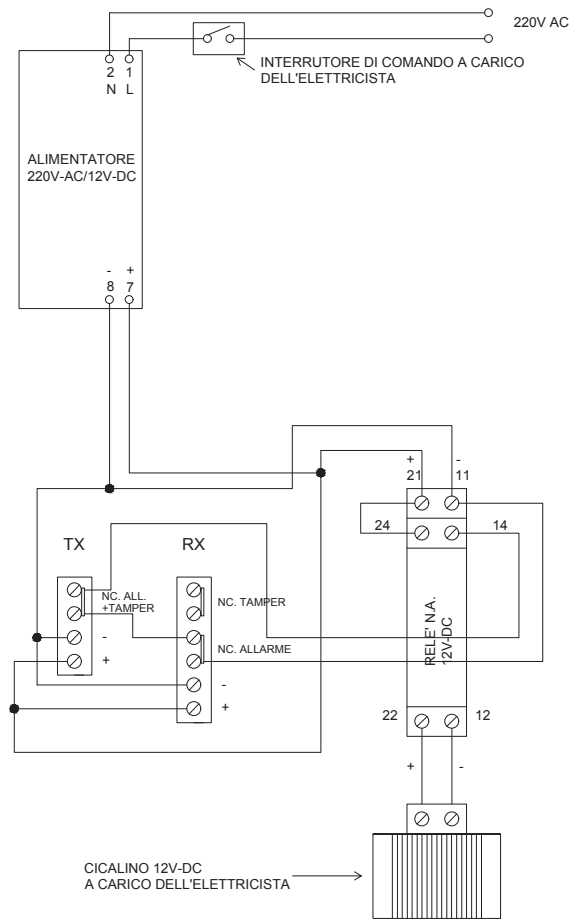 220V AC
INTERRUTORE DI COMANDO A CARICO
DELL'ELETTRICISTA
2 1
N L
ALIMENTATORE
220V-AC/12V-DC
- +
8 7
+ -
21 11
24 14
TX RX
NC. ALL.
+TAMPER
NC. TAMPER
-
NC. ALLARME
+
-
+
RELE' N.A.
12V-DC
22 12
+ -
CICALINO 12V-DC
A CARICO DELL'ELETTRICISTA